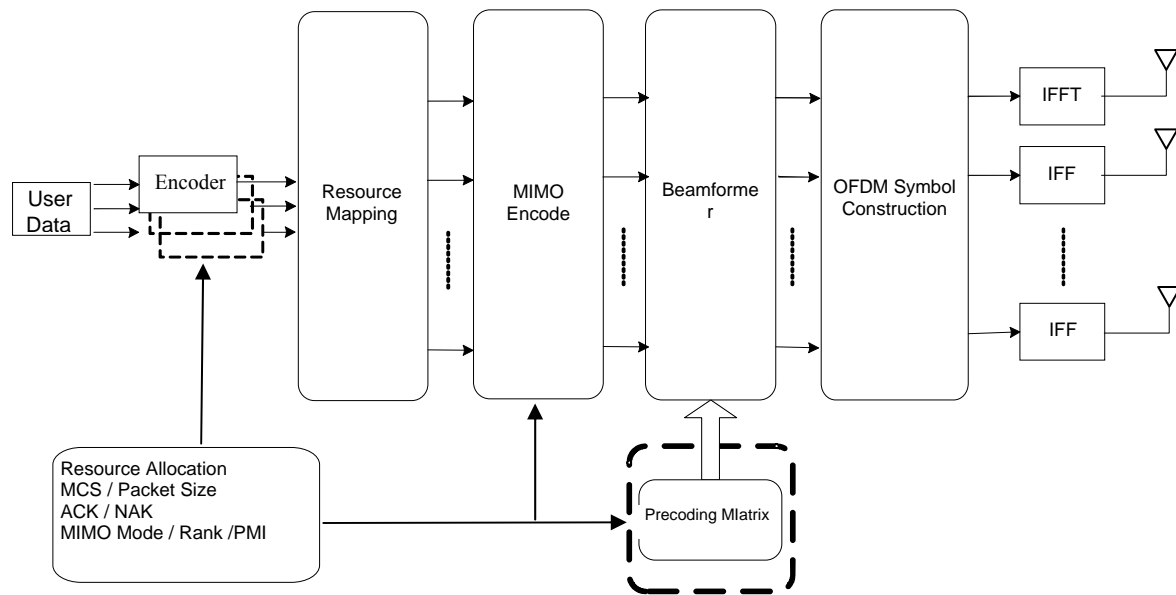 User
Data
Encoder
Resource
Mapping
MIMO
Encode
Beamforme
r
OFDM Symbol
Construction
IFFT
IFF
IFF
Resource Allocation
MCS / Packet Size
ACK / NAK
MIMO Mode / Rank /PMI
Precoding MIatrix